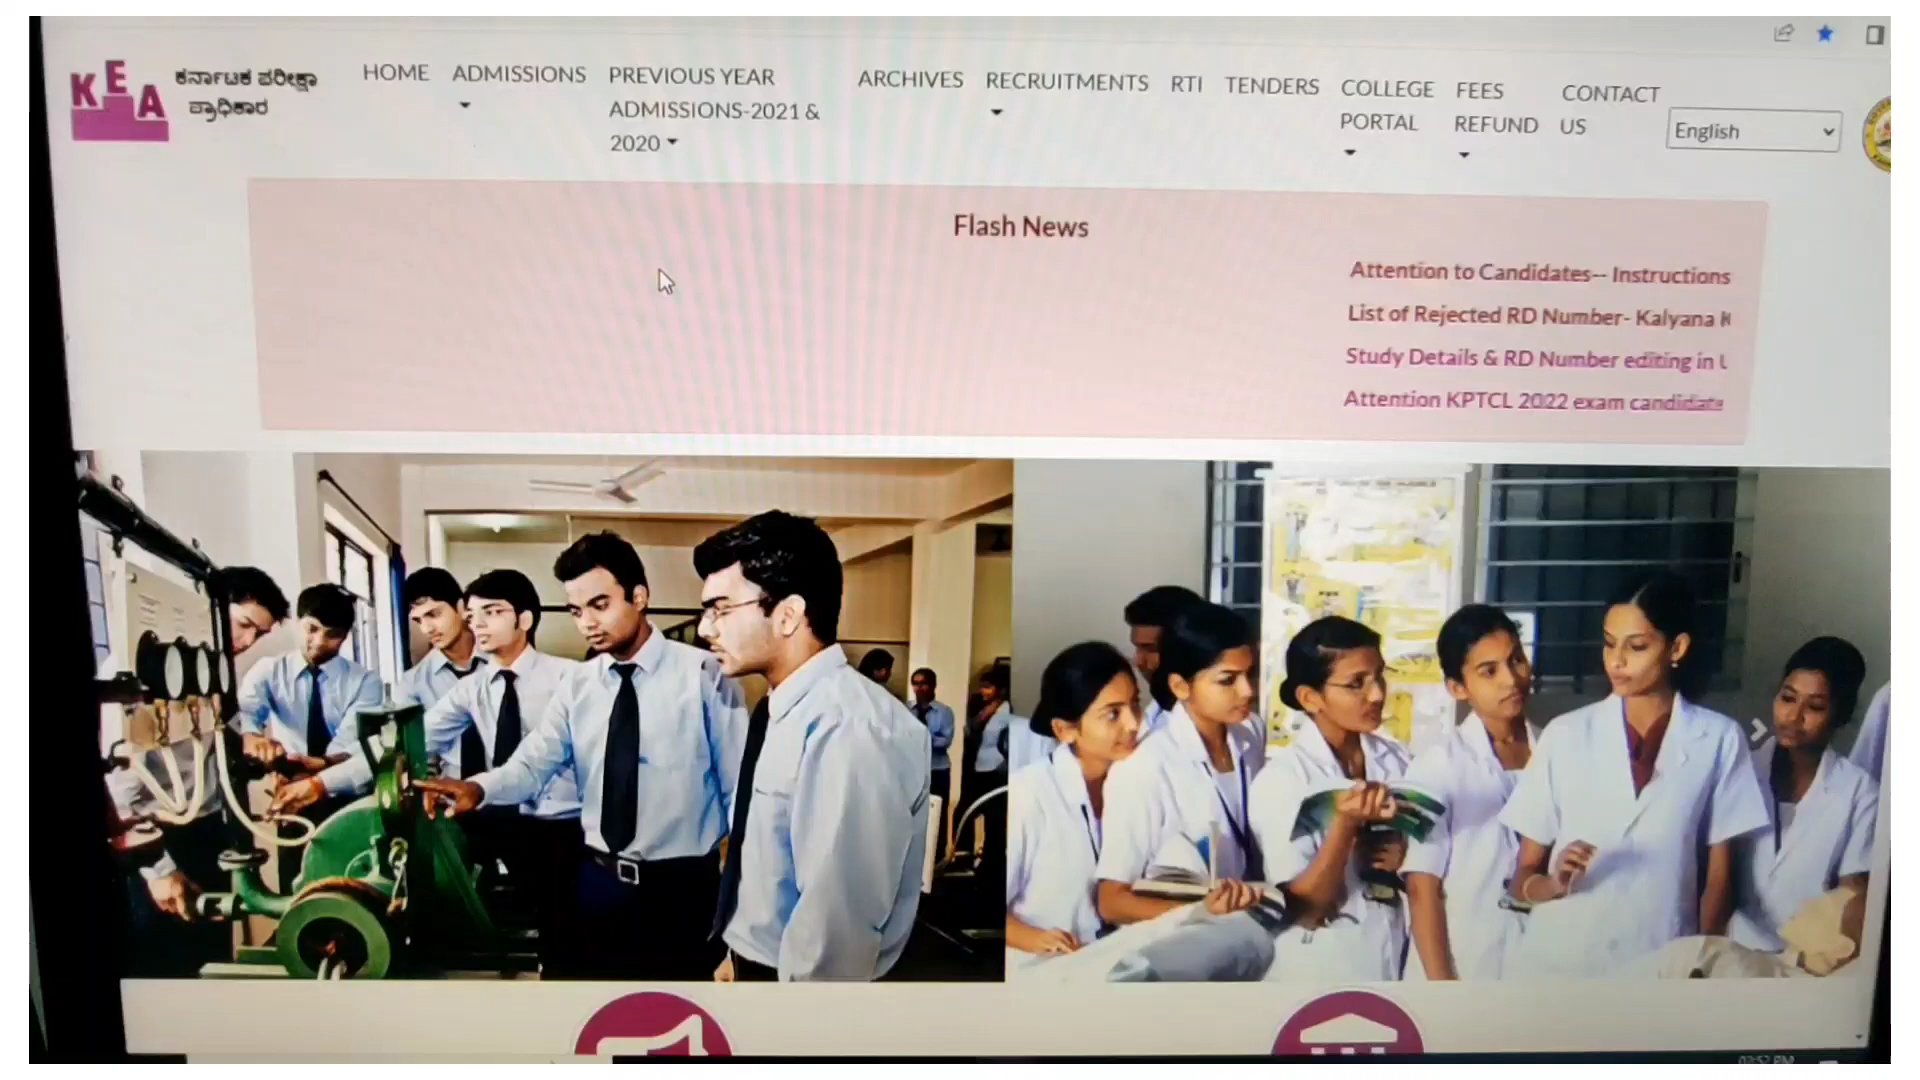 KEA
ಕರ್ನಾಟಕ ಪರೀಕ್ಷಾ
ಪ್ರಾಧಿಕಾರ
HOME
ADMISSIONS
PREVIOUS YEAR
ADMISSIONS-2021 &
2020
ARCHIVES
RECRUITMENTS
RTI
TENDERS
COLLEGE
PORTAL
FEES
REFUND
CONTACT
US
English
Flash News
Attention to Candidates-- Instructions
List of Rejected RD Number- Kalyana
Study Details & RD Number editing in
Attention KPTCL 2022 exam candidate